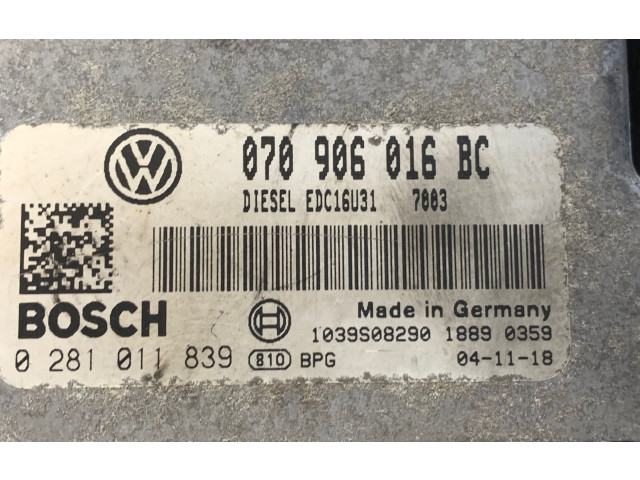 070 906 016 BC
DIESEL EDC16U31 7003
BOSCH
Made in Germany
1039S08290 1889 0359
0 281 011 839 810 BPG 04-11-18